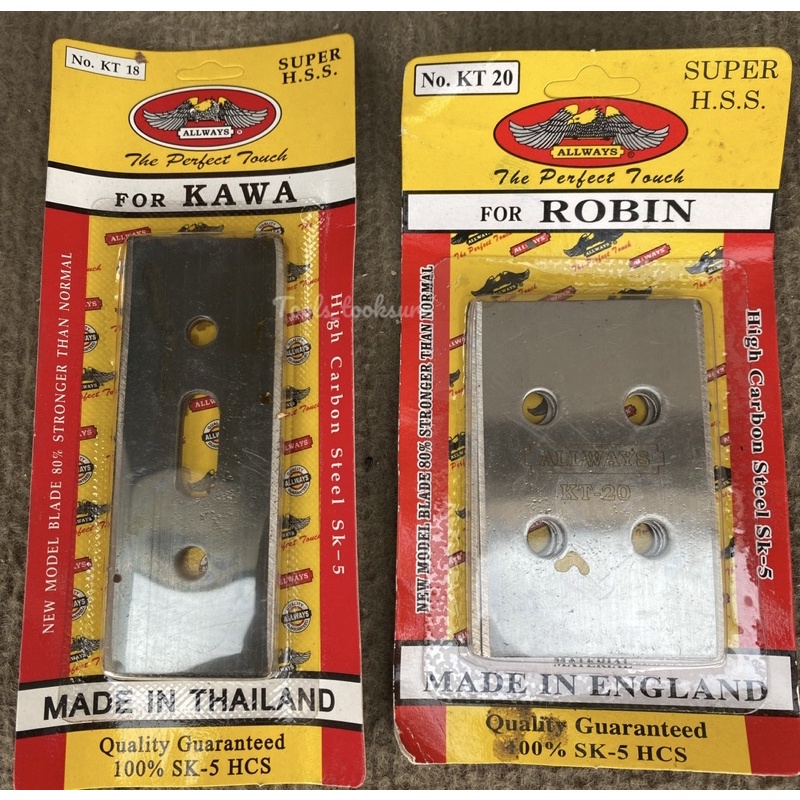 No. KT 18
SUPER
H.S.S.
ALLWAYS
The Perfect Touch
FOR KAWA
NEW MODEL BLADE 80% STRONGER THAN NORMAL
High Carbon Steel Sk-5
MADE IN THAILAND
Quality Guaranteed
100% SK-5 HCS
No. KT 20
SUPER
H.S.S.
ALLWAYS
The Perfect Touch
FOR ROBIN
NEW MODEL BLADE 80% STRONGER THAN NORMAL
High Carbon Steel Sk-5
ALLWAYS
KT-20
MATERIAL
MADE IN ENGLAND
Quality Guaranteed
100% SK-5 HCS